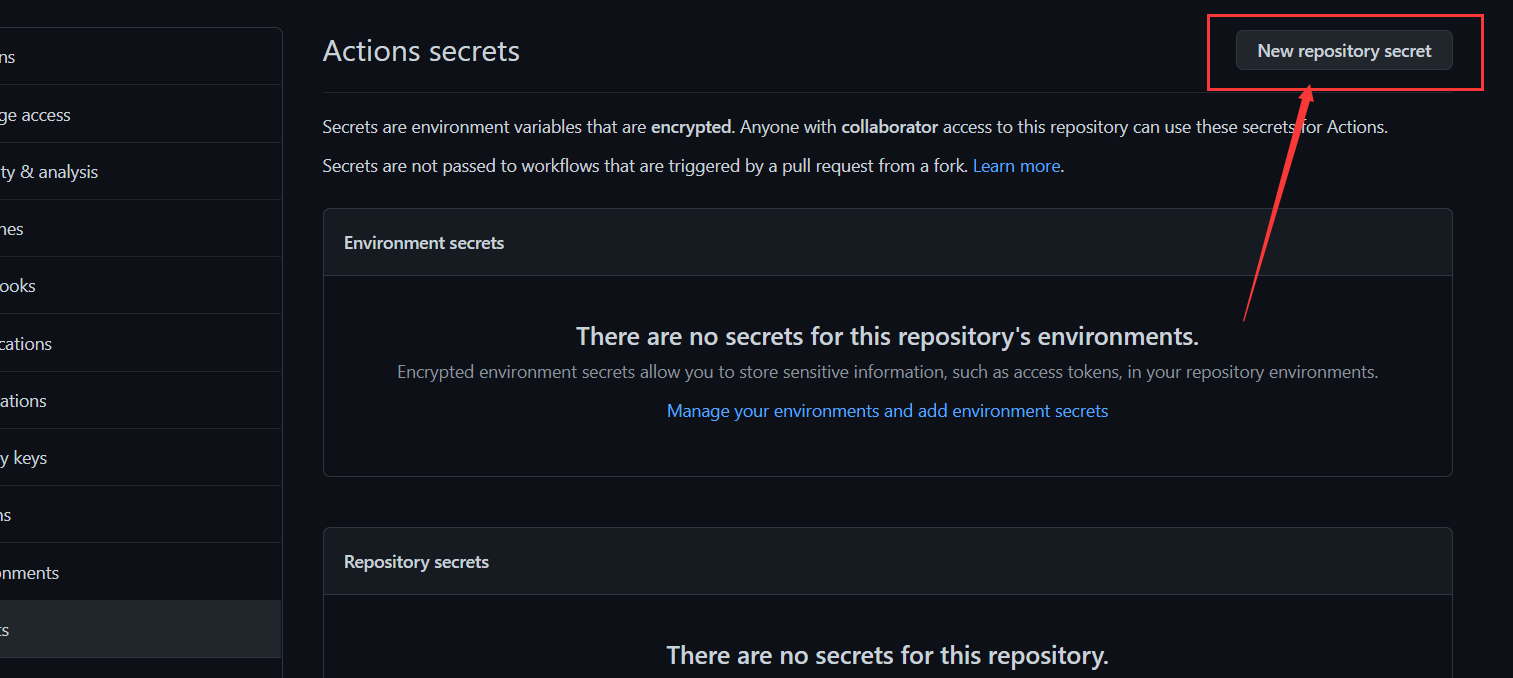 Actions secrets
New repository secret
Secrets are environment variables that are encrypted. Anyone with collaborator access to this repository can use these secrets for Actions.
Secrets are not passed to workflows that are triggered by a pull request from a fork. Learn more.
Environment secrets
There are no secrets for this repository's environments.
Encrypted environment secrets allow you to store sensitive information, such as access tokens, in your repository environments.
Manage your environments and add environment secrets
Repository secrets
There are no secrets for this repository.
ns
ge access
ty & analysis
hes
ooks
cations
ations
y keys
ns
onments
ts